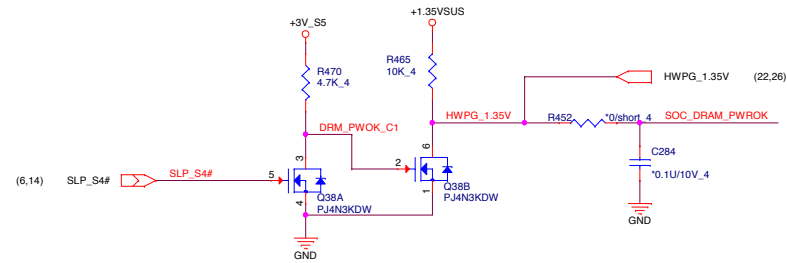 +3V_S5
+1.35VSUS
R470
4.7K_4
R465
10K_4
HWPG_1.35V
(22,26)
DRM_PWOK_C1
HWPG_1.35V
R452
*0/short_4
SOC_DRAM_PWROK
3
6
C284
*0.1U/10V_4
(6,14)
SLP_S4#
SLP_S4#
5
2
4
1
Q38A
PJ4N3KDW
Q38B
PJ4N3KDW
GND
GND